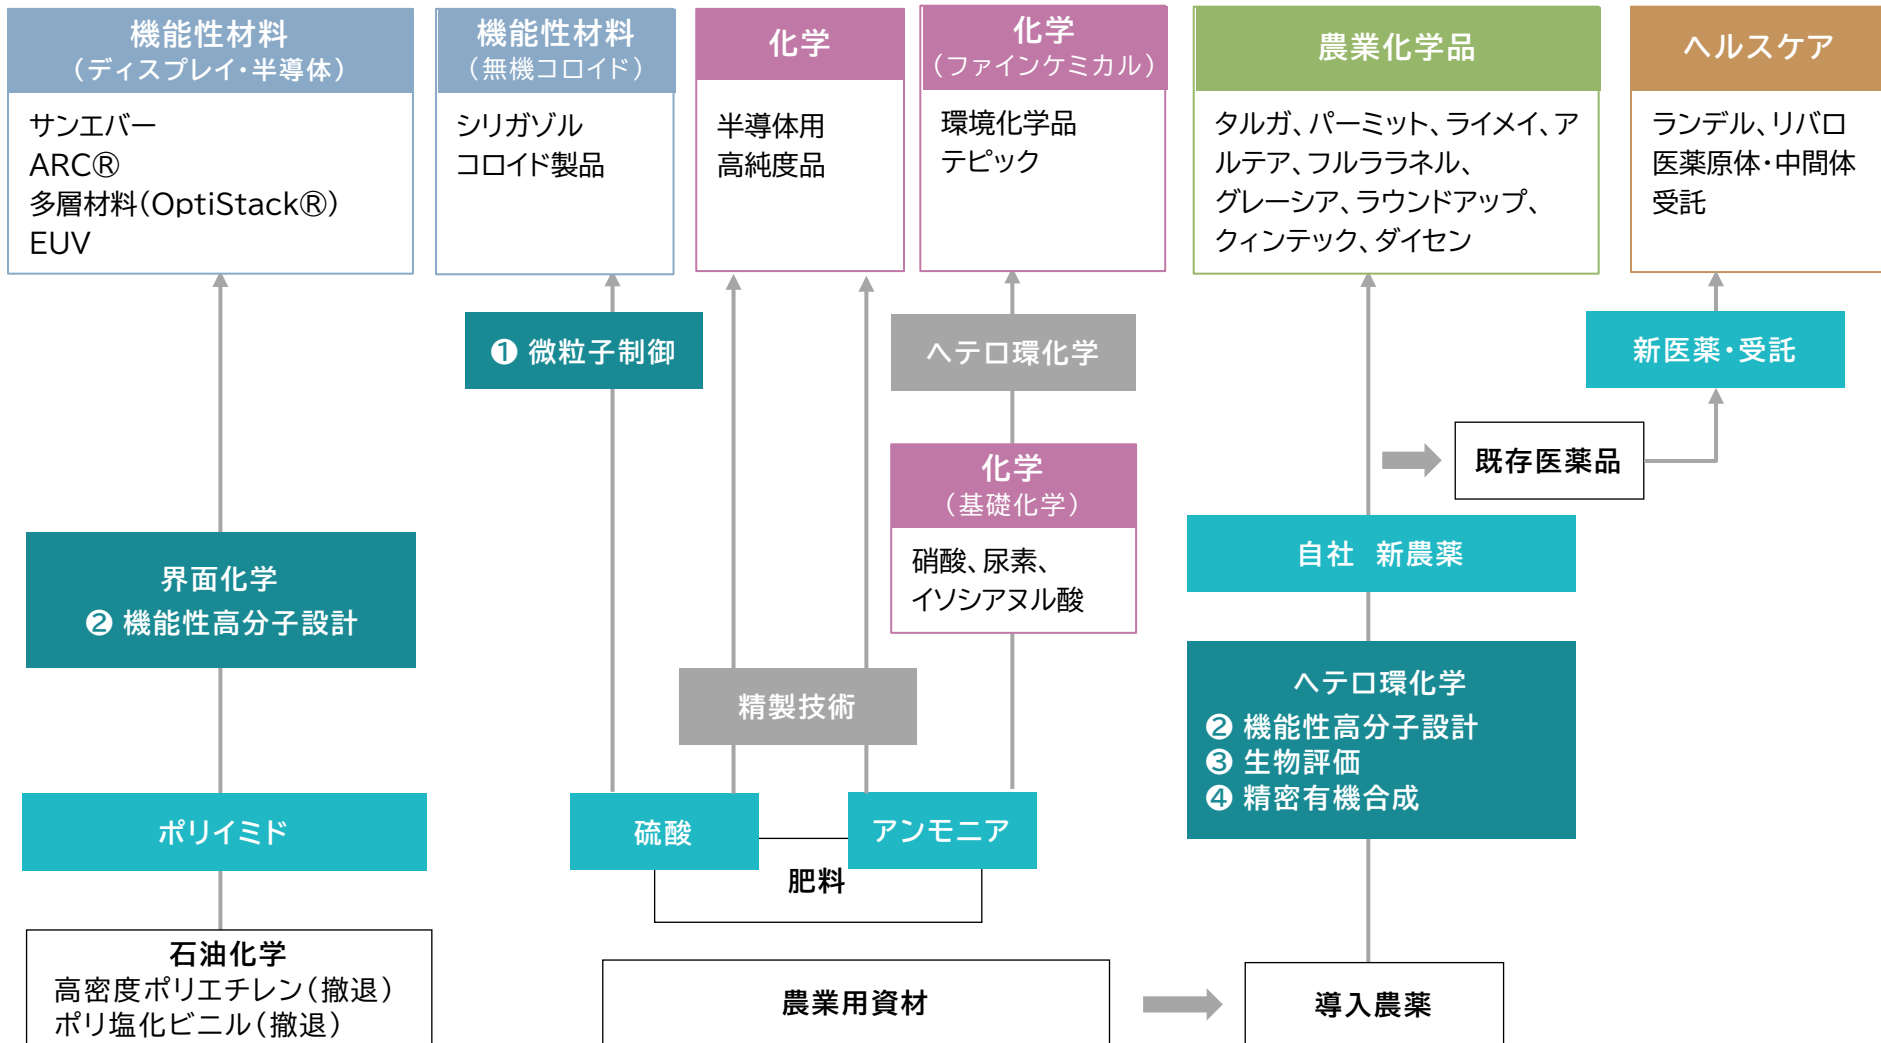 機能性材料
（ディスプレイ・半導体）
サンエバー
ARC®
多層材料（OptiStack®）
EUV
機能性材料
（無機コロイド）
シリガゾル
コロイド製品
化学
半導体用
高純度品
化学
（ファインケミカル）
環境化学品
テピック
農業化学品
タルガ、パーミット、ライメイ、ア
ルテア、フルララネル、
グレーシア、ラウンドアップ、
クィンテック、ダイセン
ヘルスケア
ランデル、リバロ
医薬原体・中間体
受託
❶ 微粒子制御
ヘテロ環化学
新医薬・受託
既存医薬品
化学
（基礎化学）
硝酸、尿素、
イソシアヌル酸
自社 新農薬
界面化学
❷ 機能性高分子設計
精製技術
ヘテロ環化学
❷ 機能性高分子設計
❸ 生物評価
❹ 精密有機合成
ポリイミド
硫酸
アンモニア
肥料
石油化学
高密度ポリエチレン（撤退）
ポリ塩化ビニル（撤退）
農業用資材
導入農薬